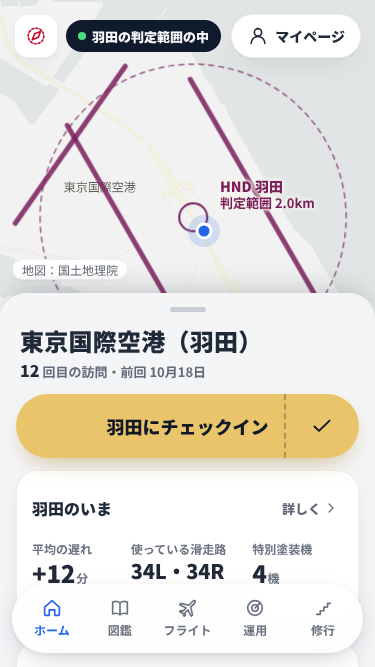 羽田の判定範囲の中
マイページ
東京国際空港
HND 羽田
判定範囲 2.0km
地図：国土地理院
東京国際空港（羽田）
12 回目の訪問・前回 10月18日
羽田にチェックイン
羽田のいま
詳しく
平均の遅れ
使っている滑走路
特別塗装機
+12分
34L・34R
4機
ホーム
図鑑
フライト
運用
修行